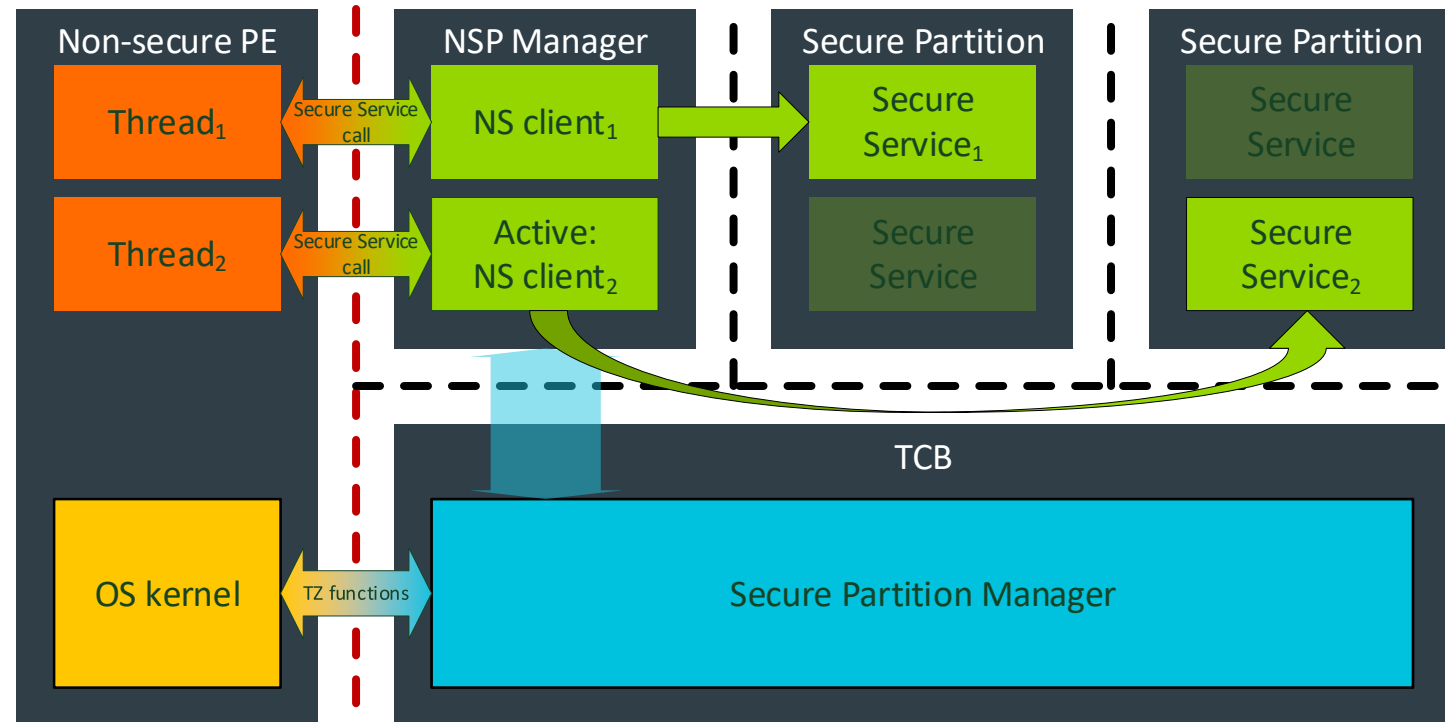 Non-secure PE
NSP Manager
Secure Partition
Secure Partition
Thread₁
Secure Service
call
NS client₁
Secure
Service₁
Secure
Service
Thread₂
Secure Service
call
Active:
NS client₂
Secure
Service
Secure
Service₂
TCB
OS kernel
TZ functions
Secure Partition Manager